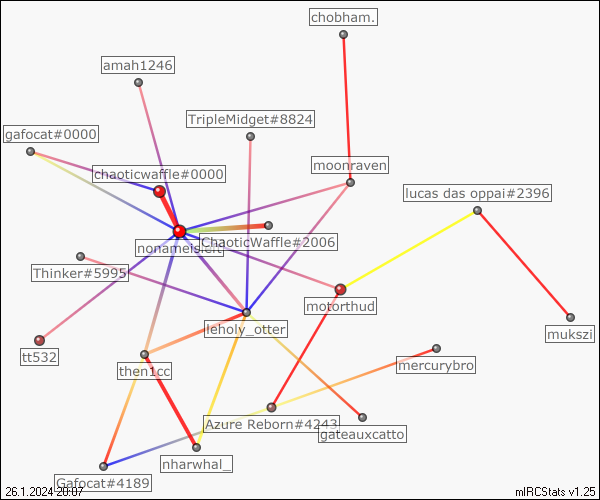 chobham.
amah1246
TripleMidget#8824
gafocat#0000
moonraven
chaoticwaffle#0000
lucas das oppai#2396
ChaoticWaffle#2006
Thinker#5995
motorthud
leholy_otter
mukszi
tt532
mercurybro
then1cc
Azure Reborn#4243
gateauxcatto
nharwhal_
Gafocat#4189
26.1.2024 20:07
mIRCStats v1.25